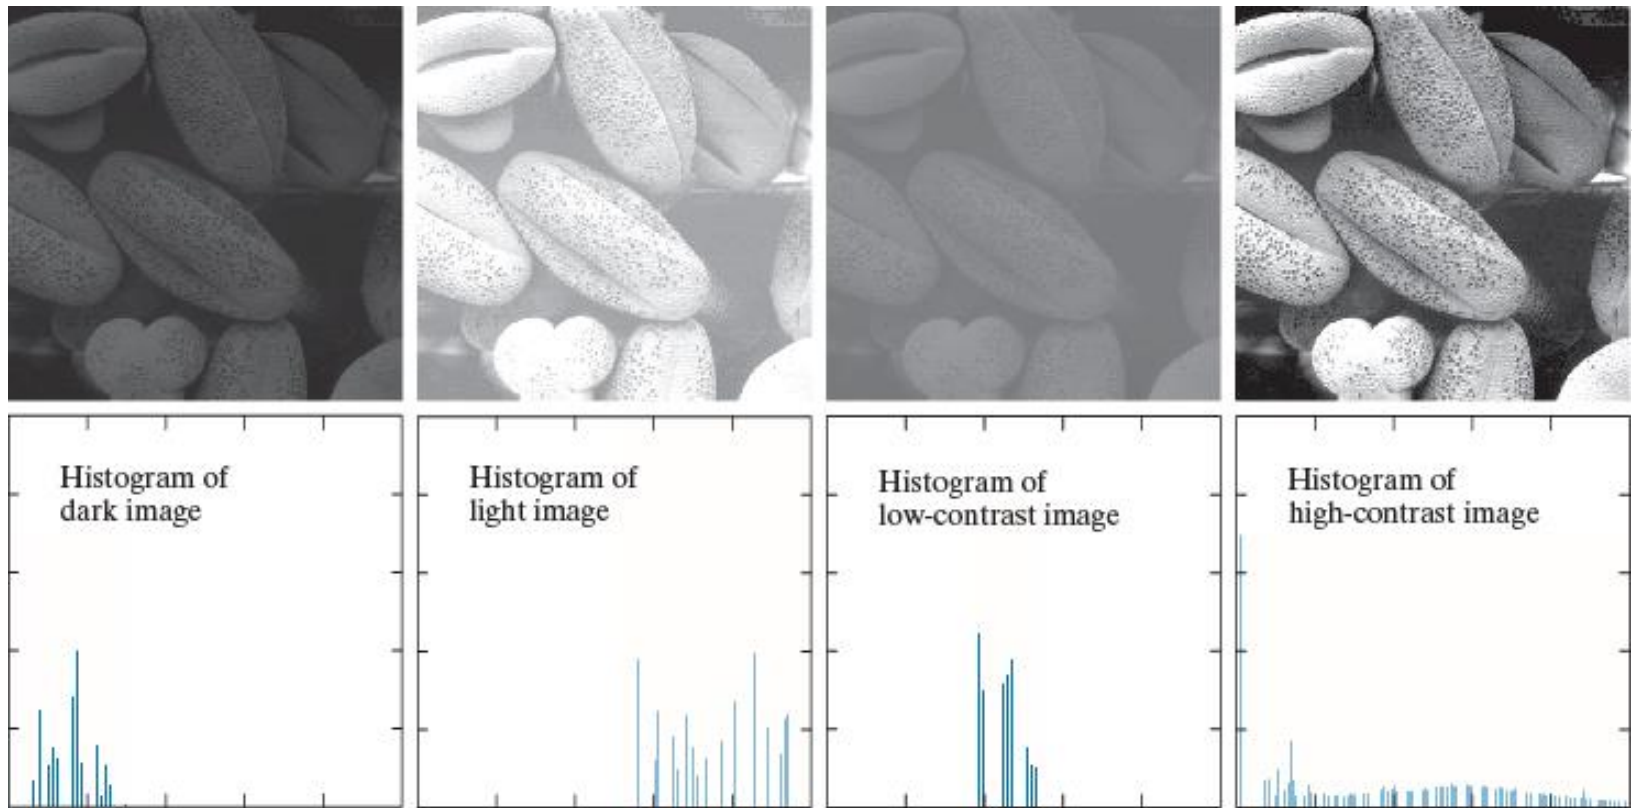 Histogram of
dark image
Histogram of
light image
Histogram of
low-contrast image
Histogram of
high-contrast image